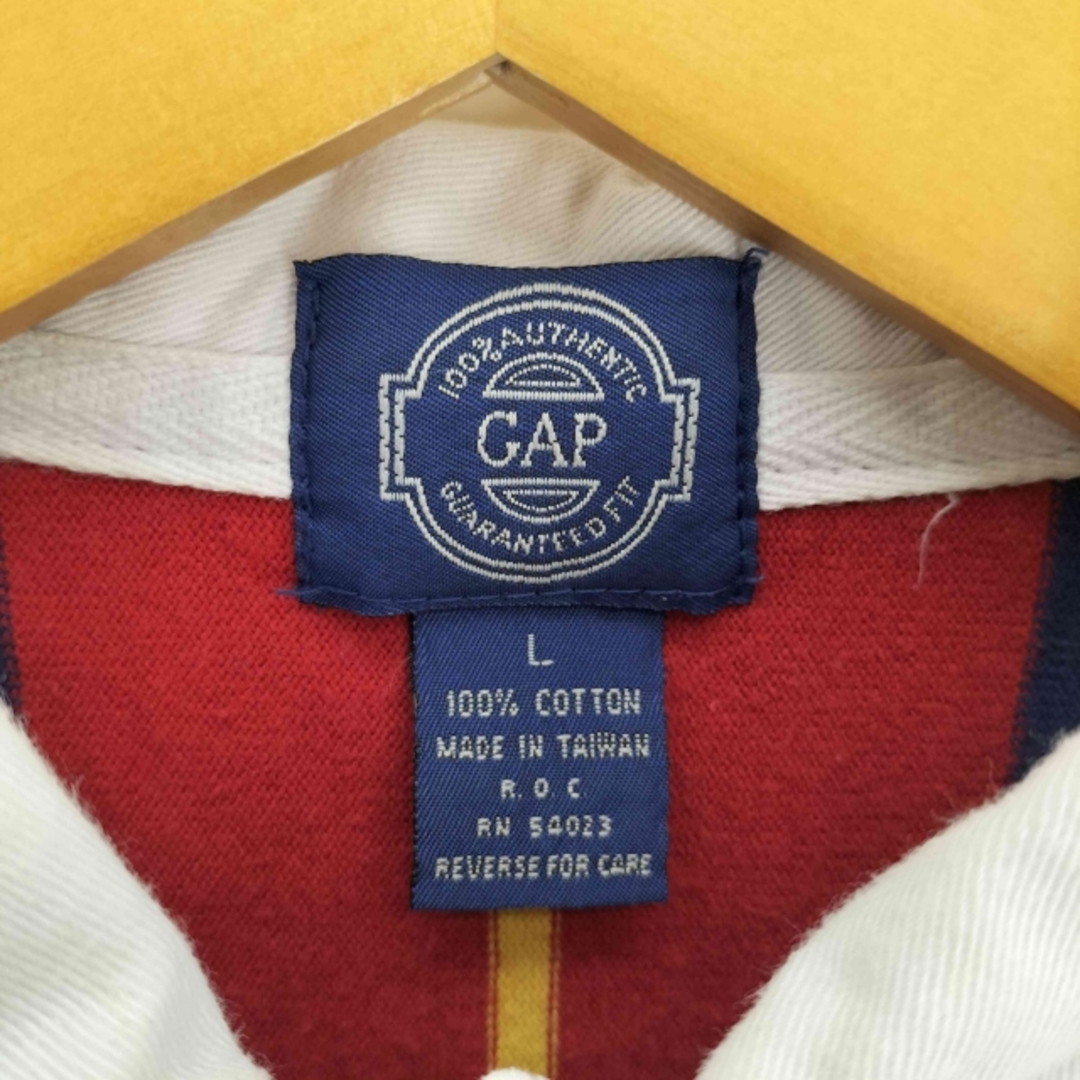 100% AUTHENTIC
GAP
GUARANTEED FIT
L
100% COTTON
MADE IN TAIWAN
R. O. C
RN 54023
REVERSE FOR CARE